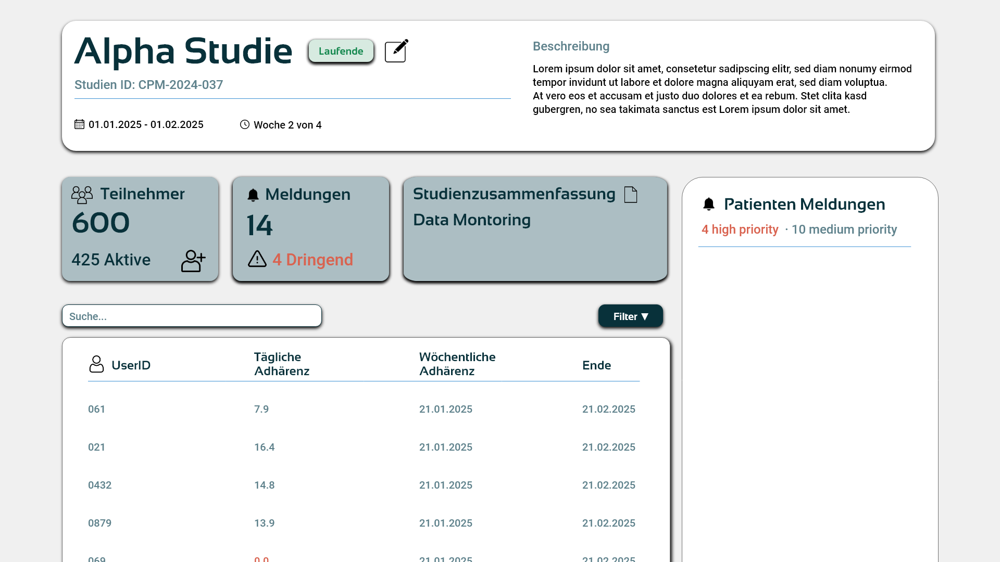 Alpha Studie
Laufende
Studien ID: CPM-2024-037
01.01.2025 - 01.02.2025
Woche 2 von 4
Beschreibung
Lorem ipsum dolor sit amet, consetetur sadipscing elitr, sed diam nonumy eirmod
tempor invidunt ut labore et dolore magna aliquyam erat, sed diam voluptua.
At vero eos et accusam et justo duo dolores et ea rebum. Stet clita kasd
gubergren, no sea takimata sanctus est Lorem ipsum dolor sit amet.
Teilnehmer
600
425 Aktive
Meldungen
14
4 Dringend
Studienzusammenfassung
Data Montoring
Patienten Meldungen
4 high priority · 10 medium priority
Suche...
Filter ▼
UserID
Tägliche
Adhärenz
Wöchentliche
Adhärenz
Ende
061 7.9 21.01.2025 21.02.2025
021 16.4 21.01.2025 21.02.2025
0432 14.8 21.01.2025 21.02.2025
0879 13.9 21.01.2025 21.02.2025
069 0.0 21.01.2025 21.02.2025